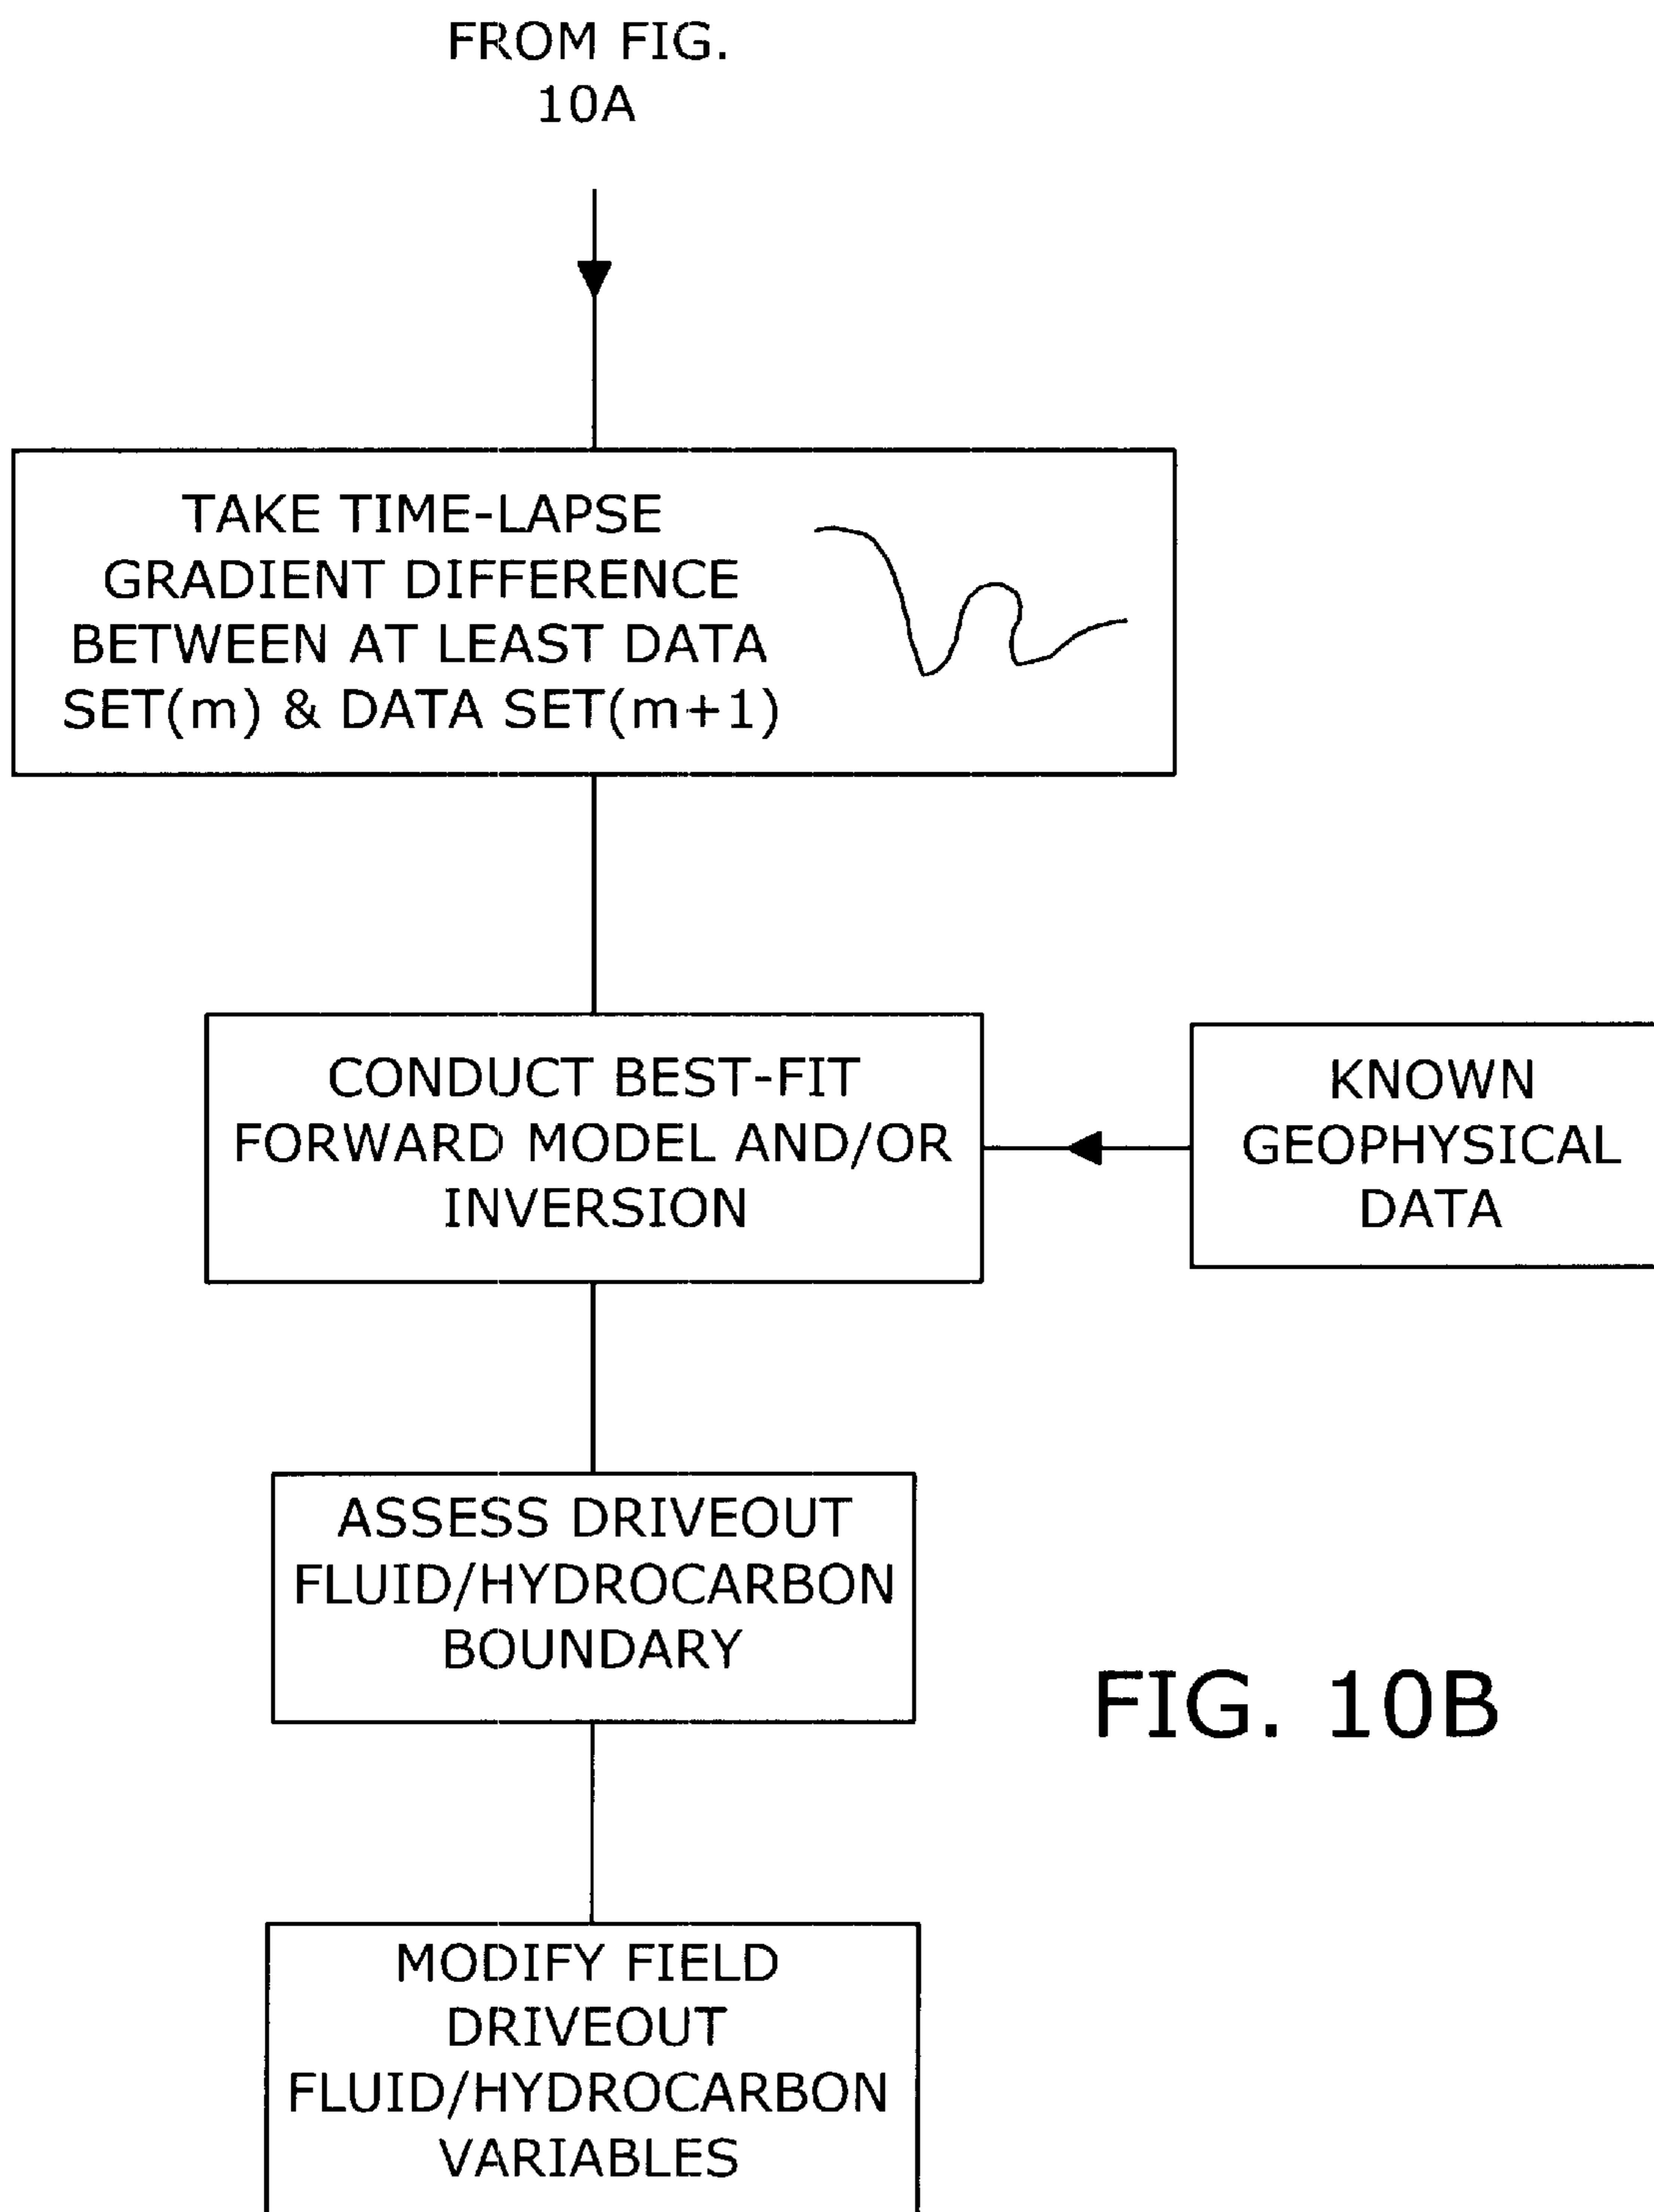 FROM FIG.
10A
TAKE TIME-LAPSE
GRADIENT DIFFERENCE
BETWEEN AT LEAST DATA
SET(m) & DATA SET(m+1)
CONDUCT BEST-FIT
FORWARD MODEL AND/OR
INVERSION
KNOWN
GEOPHYSICAL
DATA
ASSESS DRIVEOUT
FLUID/HYDROCARBON
BOUNDARY
FIG. 10B
MODIFY FIELD
DRIVEOUT
FLUID/HYDROCARBON
VARIABLES